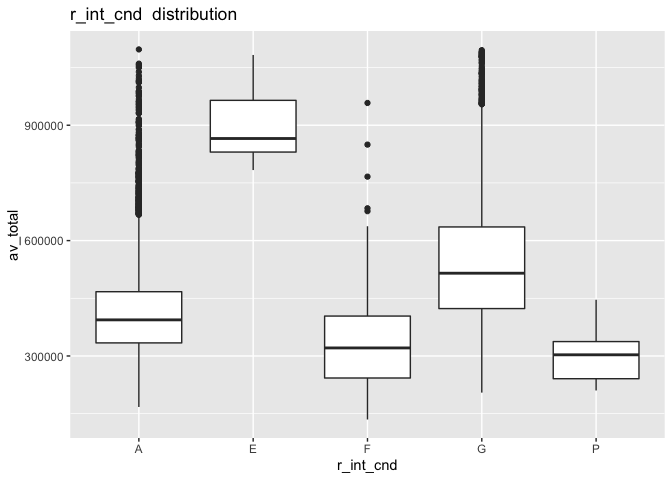 r_int_cnd distribution
av_total
900000
600000
300000
A E F G P
r_int_cnd